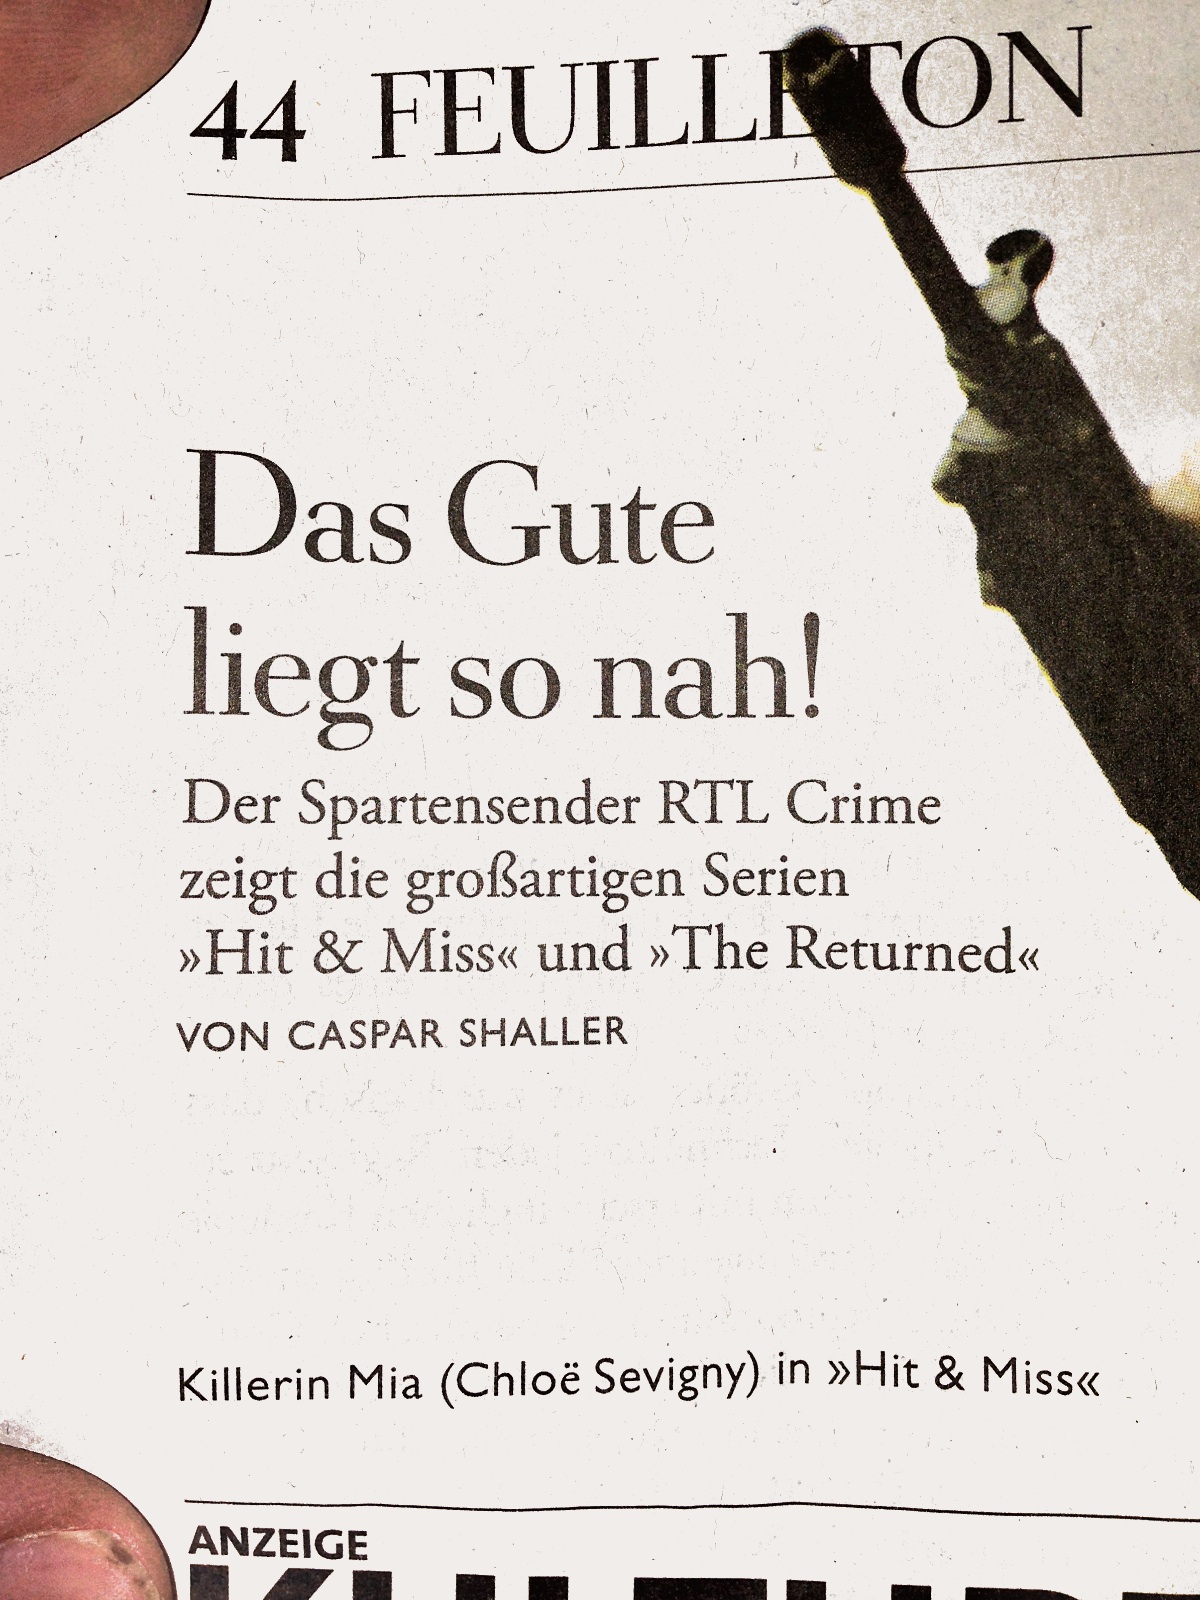 44 FEUILLETON
Das Gute
liegt so nah!
Der Spartensender RTL Crime
zeigt die großartigen Serien
»Hit & Miss« und »The Returned«
VON CASPAR SHALLER
Killerin Mia (Chloë Sevigny) in »Hit & Miss«
ANZEIGE